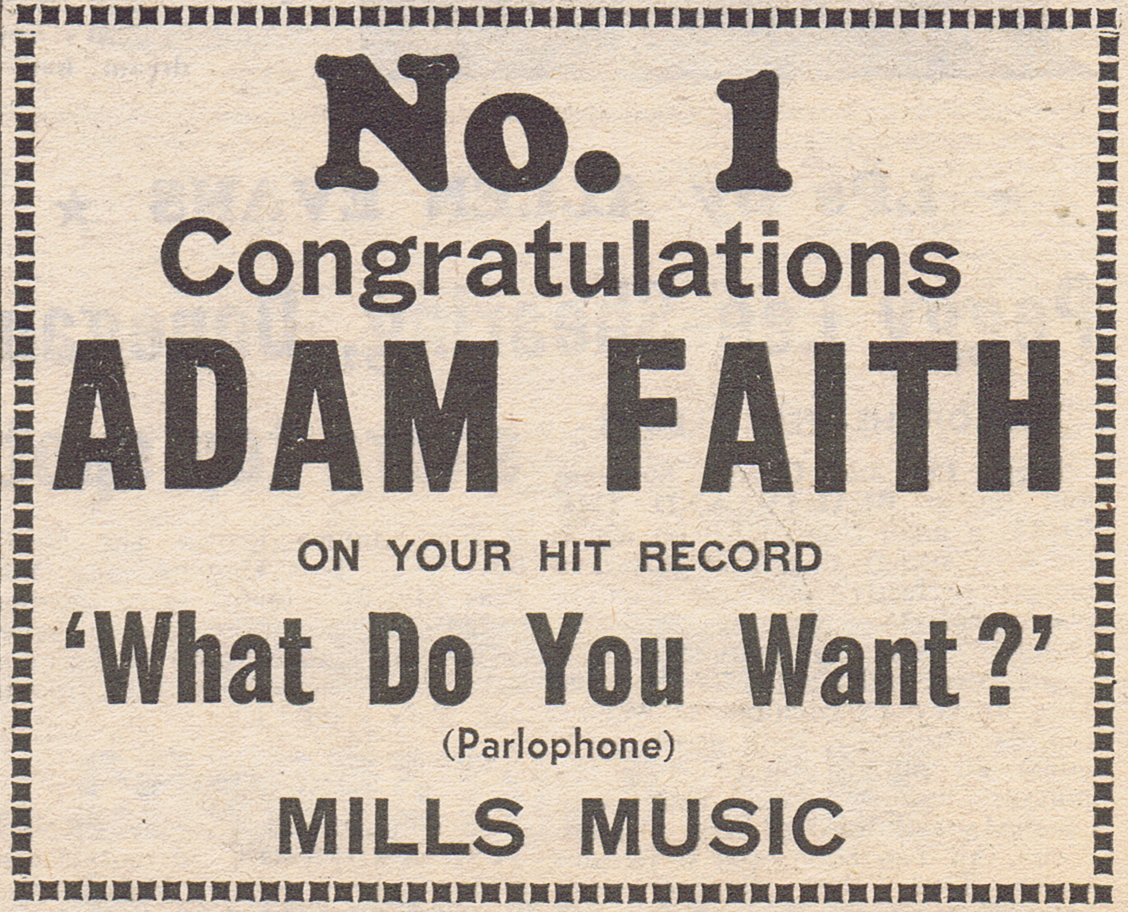 No. 1
Congratulations
ADAM FAITH
ON YOUR HIT RECORD
‘What Do You Want?’
(Parlophone)
MILLS MUSIC